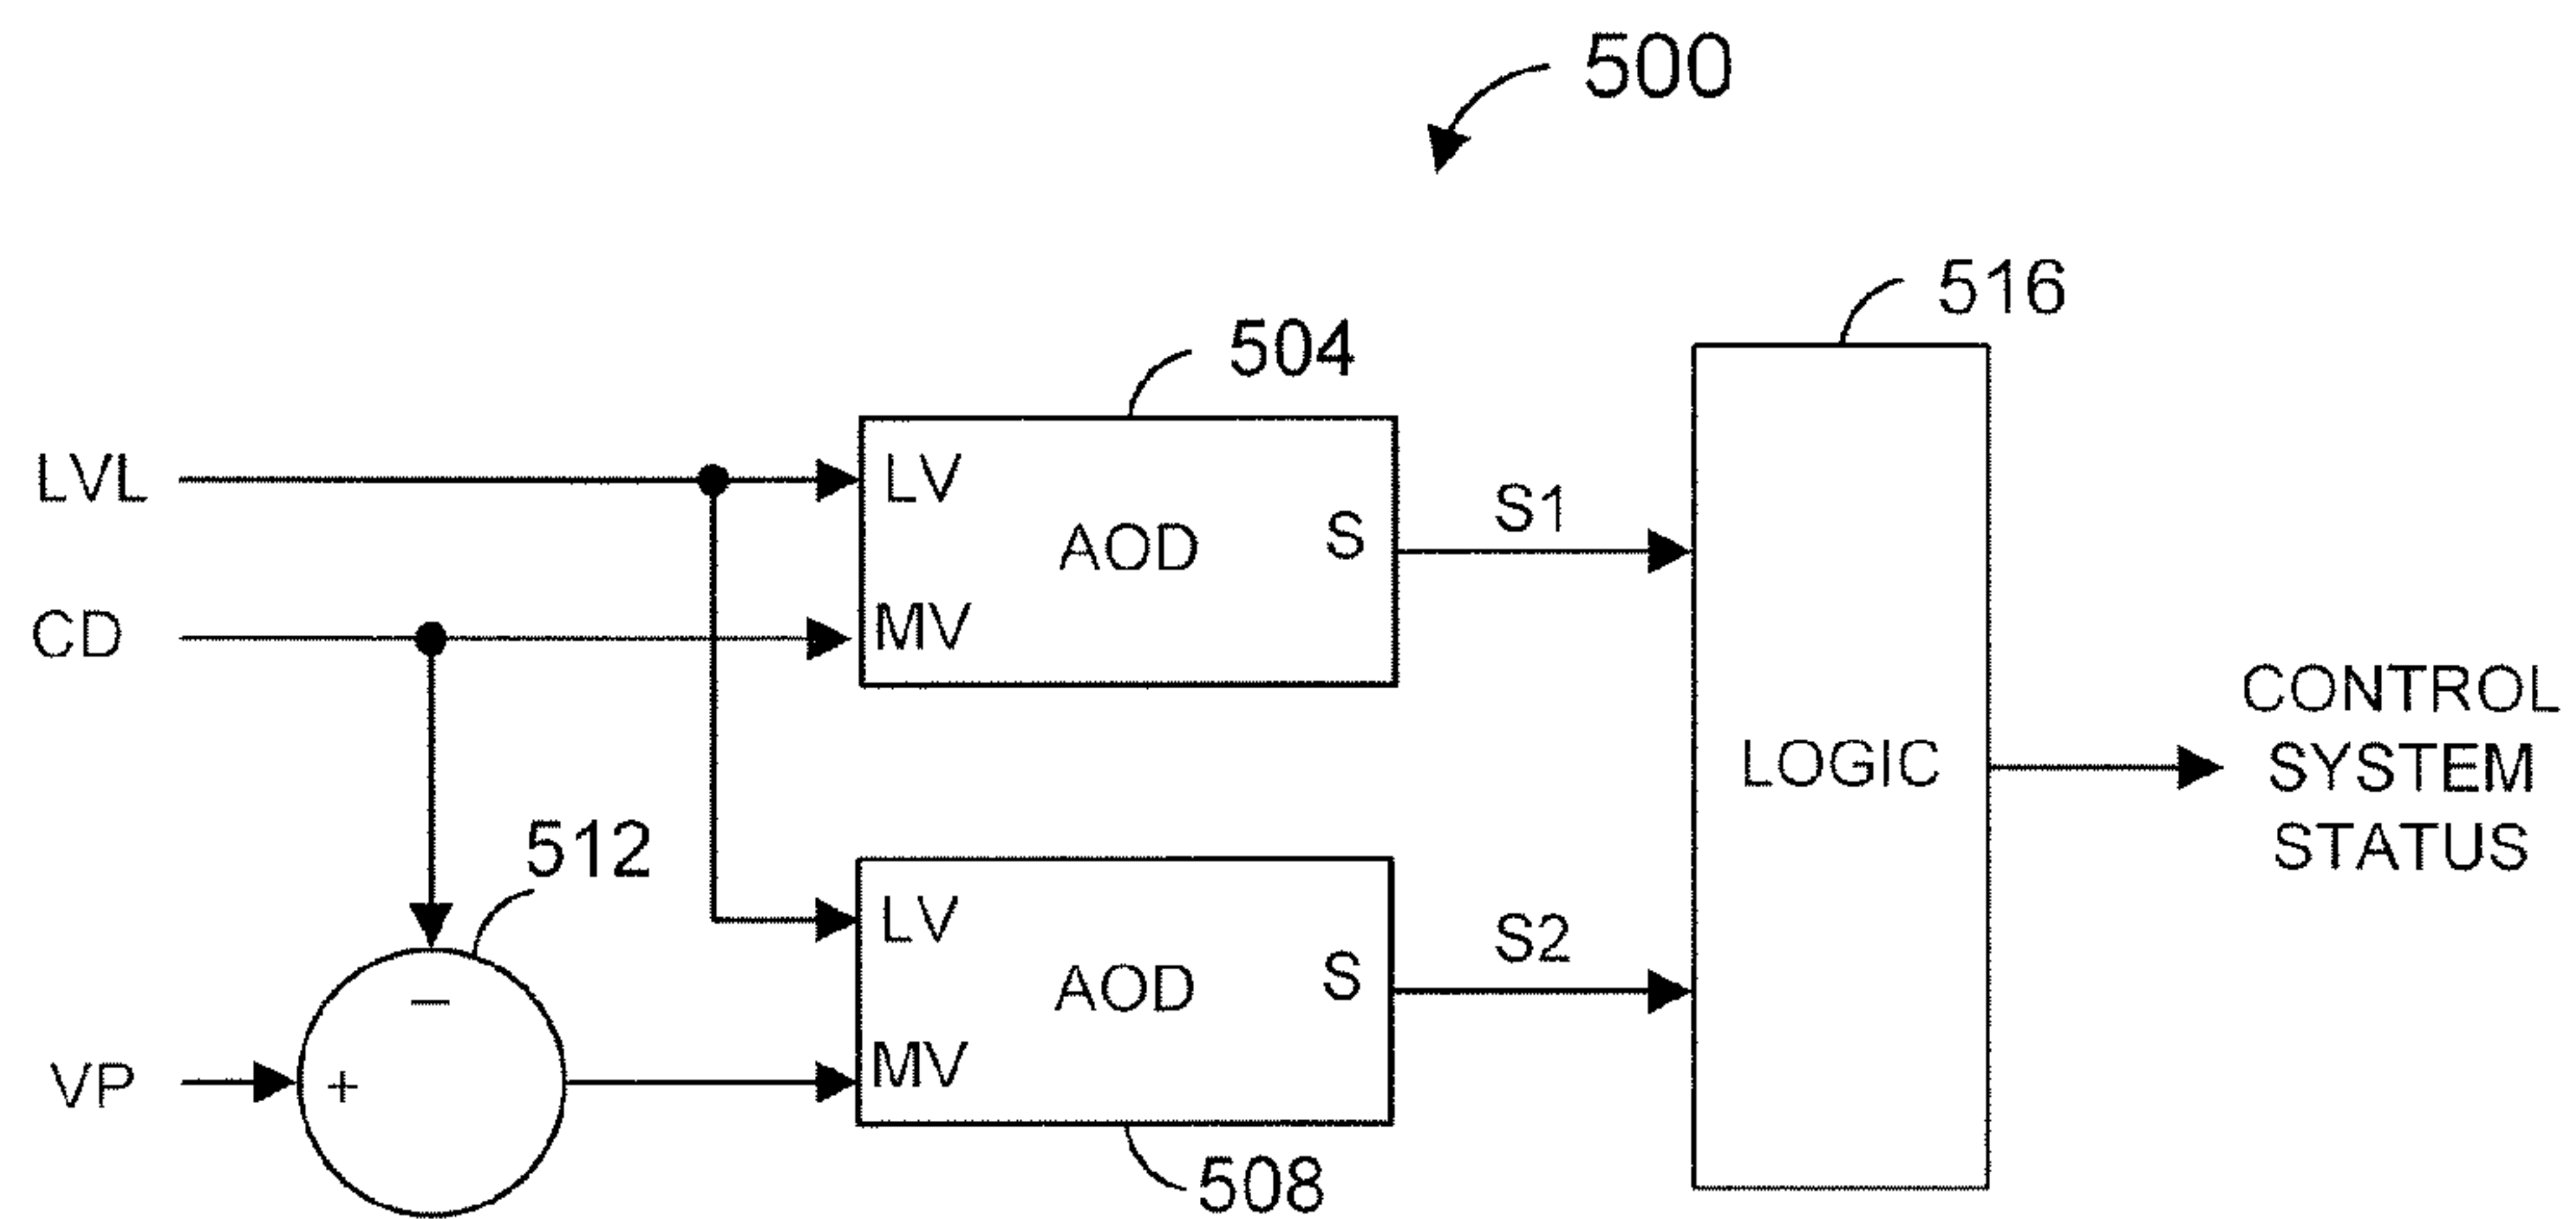 500
516
504
LVL
LV
AOD
S
S1
CD
MV
CONTROL
SYSTEM
STATUS
LOGIC
512
LV
AOD
S
S2
−
VP
+
MV
508